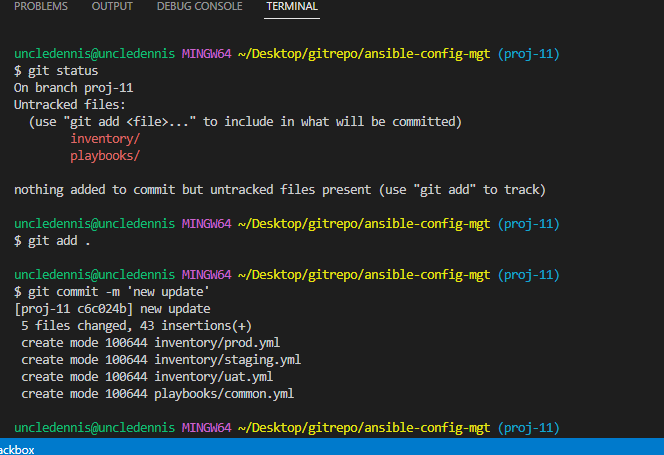 PROBLEMS OUTPUT DEBUG CONSOLE TERMINAL
uncledennis@uncledennis MINGW64 ~/Desktop/gitrepo/ansible-config-mgt (proj-11)
$ git status
On branch proj-11
Untracked files:
  (use "git add <file>..." to include in what will be committed)
        inventory/
        playbooks/
nothing added to commit but untracked files present (use "git add" to track)
uncledennis@uncledennis MINGW64 ~/Desktop/gitrepo/ansible-config-mgt (proj-11)
$ git add .
uncledennis@uncledennis MINGW64 ~/Desktop/gitrepo/ansible-config-mgt (proj-11)
$ git commit -m 'new update'
[proj-11 c6c024b] new update
 5 files changed, 43 insertions(+)
 create mode 100644 inventory/prod.yml
 create mode 100644 inventory/staging.yml
 create mode 100644 inventory/uat.yml
 create mode 100644 playbooks/common.yml
uncledennis@uncledennis MINGW64 ~/Desktop/gitrepo/ansible-config-mgt (proj-11)
ackbox